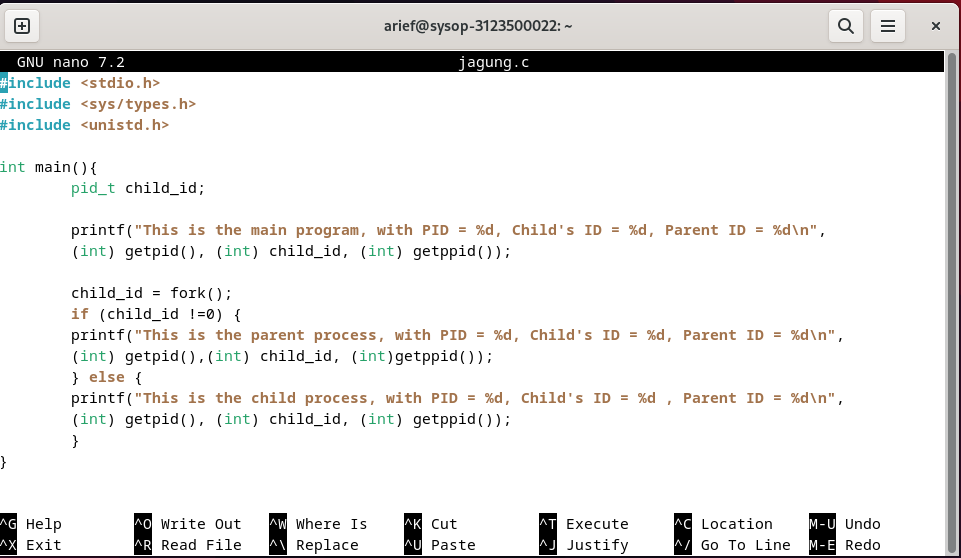 arief@sysop-3123500022: ~
GNU nano 7.2 jagung.c
#include <stdio.h>
#include <sys/types.h>
#include <unistd.h>
int main(){
pid_t child_id;
printf("This is the main program, with PID = %d, Child's ID = %d, Parent ID = %d\n",
(int) getpid(), (int) child_id, (int) getppid());
child_id = fork();
if (child_id !=0) {
printf("This is the parent process, with PID = %d, Child's ID = %d, Parent ID = %d\n",
(int) getpid(),(int) child_id, (int)getppid());
} else {
printf("This is the child process, with PID = %d, Child's ID = %d , Parent ID = %d\n",
(int) getpid(), (int) child_id, (int) getppid());
}
}
^G Help ^O Write Out ^W Where Is ^K Cut ^T Execute ^C Location M-U Undo
^X Exit ^R Read File ^\ Replace ^U Paste ^J Justify ^/ Go To Line M-E Redo